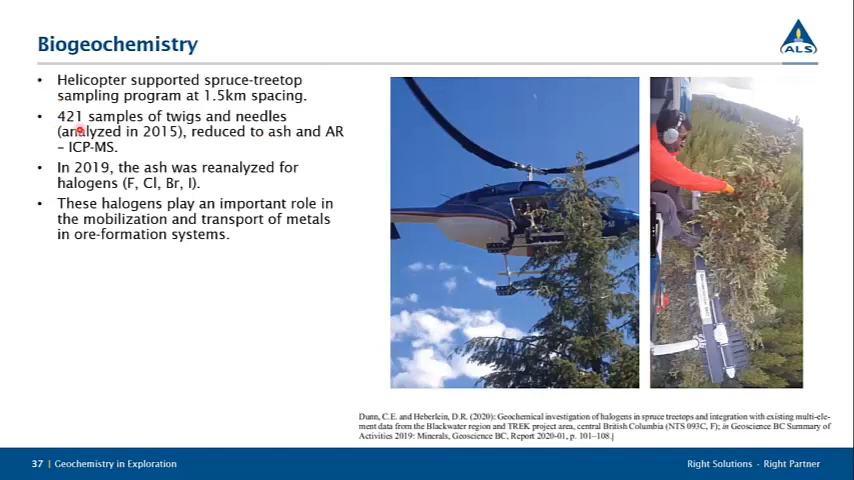 Biogeochemistry
ALS
• Helicopter supported spruce-treetop
sampling program at 1.5km spacing.
• 421 samples of twigs and needles
(analyzed in 2015), reduced to ash and AR
– ICP-MS.
• In 2019, the ash was reanalyzed for
halogens (F, Cl, Br, I).
• These halogens play an important role in
the mobilization and transport of metals
in ore-formation systems.
Dunn, C.E. and Heberlein, D.R. (2020): Geochemical investigation of halogens in spruce treetops and integration with existing multi-ele-
ment data from the Blackwater region and TREK project area, central British Columbia (NTS 093C, F); in Geoscience BC Summary of
Activities 2019: Minerals, Geoscience BC, Report 2020-01, p. 101–108.
37 | Geochemistry in Exploration
Right Solutions · Right Partner